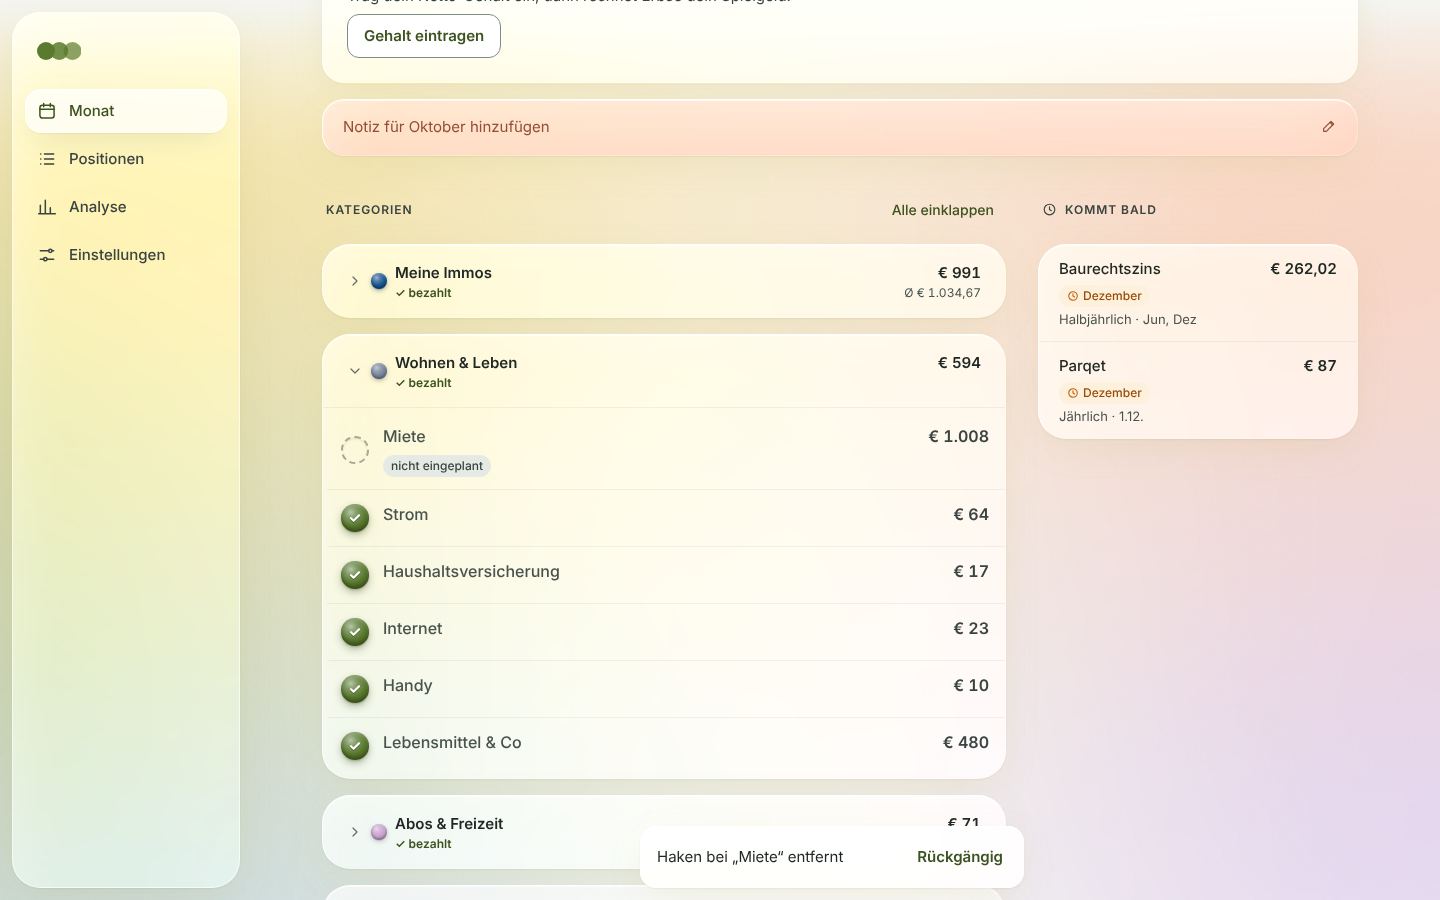 Monat
Positionen
Analyse
Einstellungen
Gehalt eintragen
Notiz für Oktober hinzufügen
KATEGORIEN
Alle einklappen
Meine Immos
€ 991
✓ bezahlt
Ø € 1.034,67
Wohnen & Leben
€ 594
✓ bezahlt
Miete
€ 1.008
nicht eingeplant
Strom
€ 64
Haushaltsversicherung
€ 17
Internet
€ 23
Handy
€ 10
Lebensmittel & Co
€ 480
Abos & Freizeit
€ 71
✓ bezahlt
KOMMT BALD
Baurechtszins
€ 262,02
Dezember
Halbjährlich · Jun, Dez
Parqet
€ 87
Dezember
Jährlich · 1.12.
Haken bei „Miete“ entfernt
Rückgängig